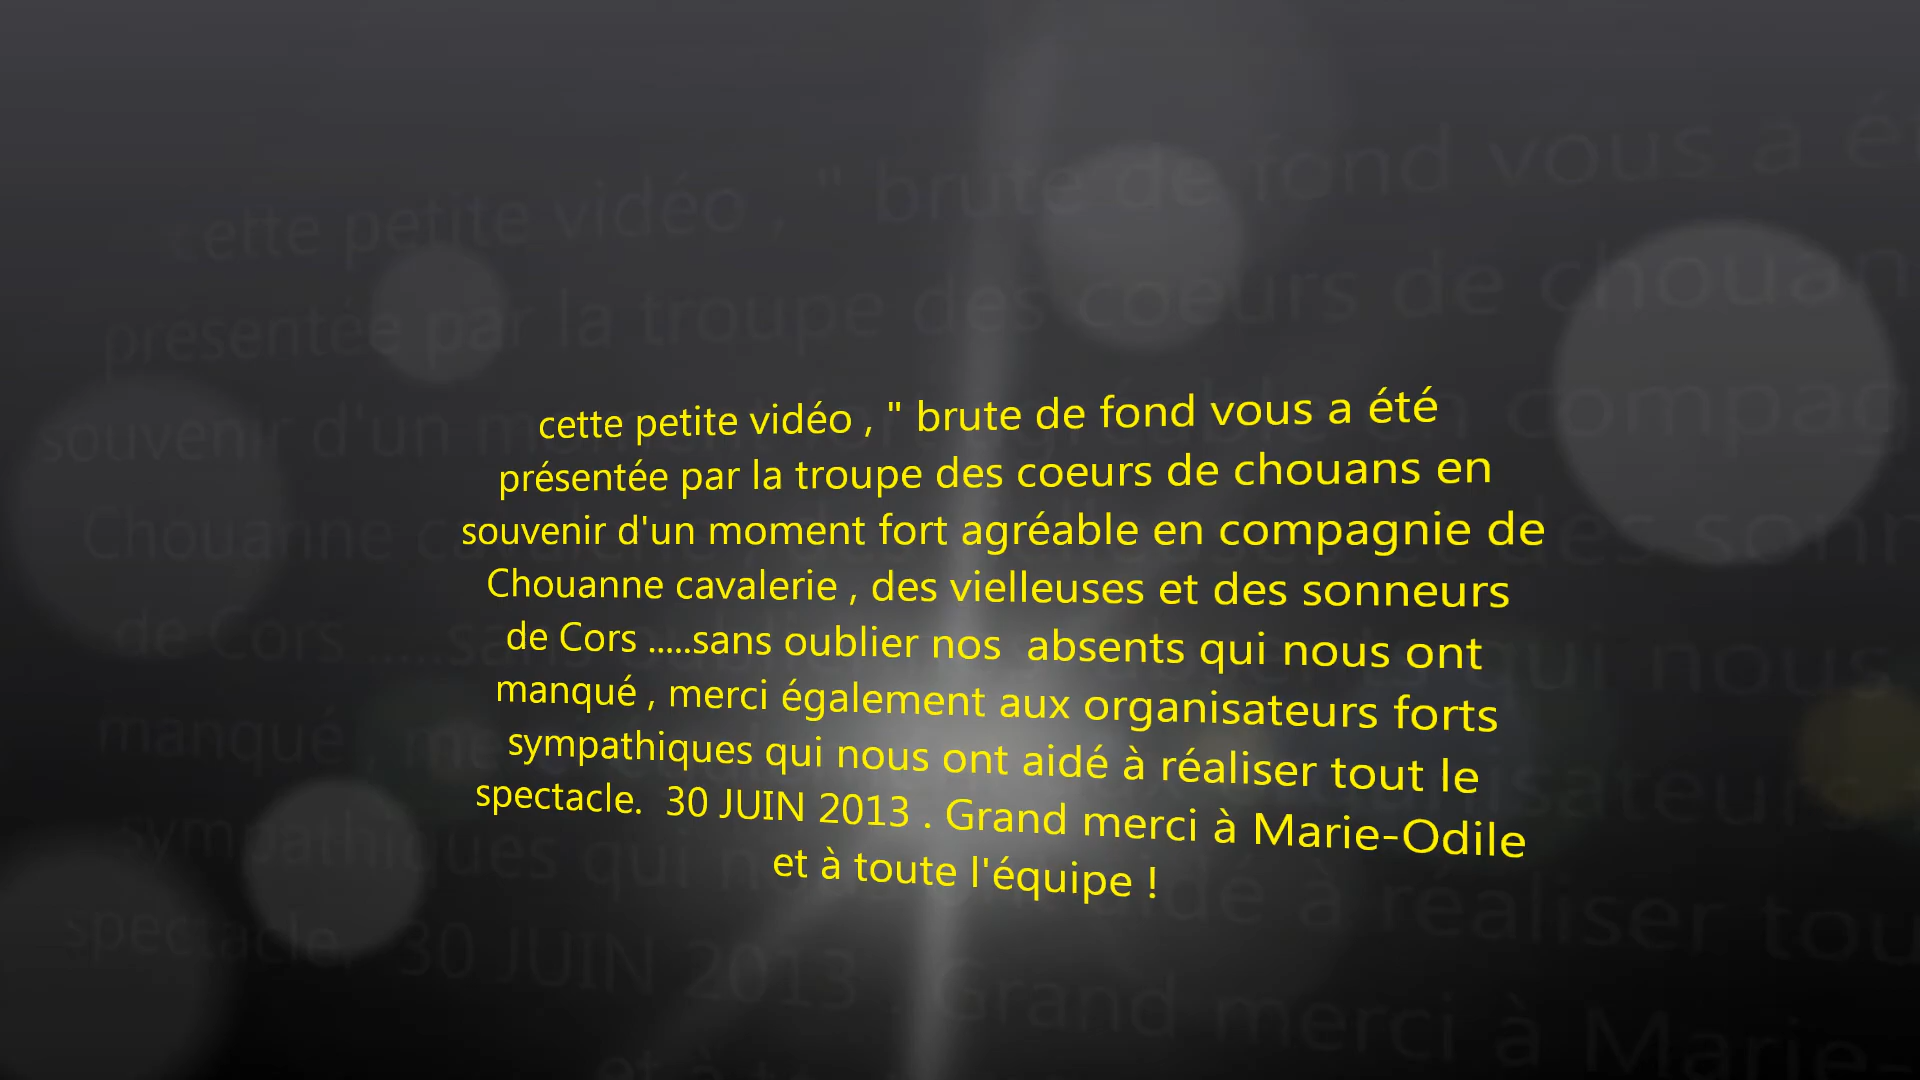 cette petite vidéo , " brute de fond vous a été
présentée par la troupe des coeurs de chouans en
souvenir d'un moment fort agréable en compagnie de
Chouanne cavalerie , des vielleuses et des sonneurs
de Cors .....sans oublier nos  absents qui nous ont
manqué , merci également aux organisateurs forts
sympathiques qui nous ont aidé à réaliser tout le
spectacle.  30 JUIN 2013 . Grand merci à Marie-Odile
et à toute l'équipe !